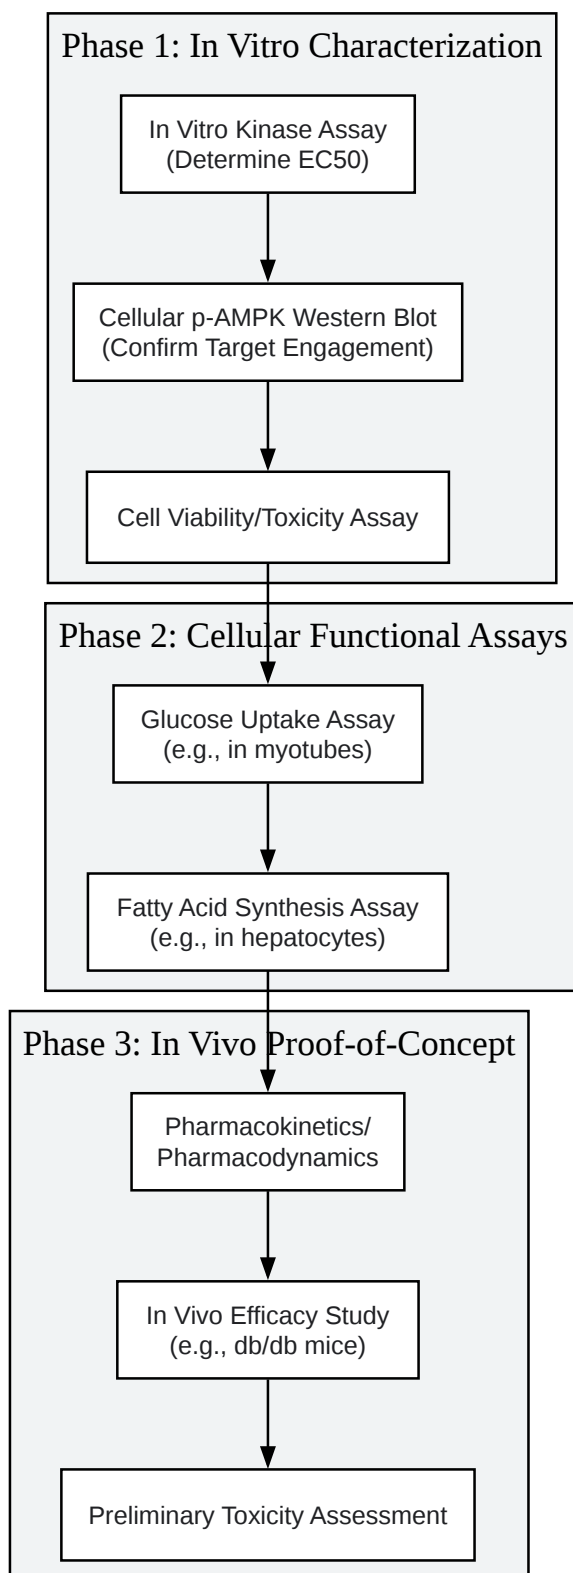 Phase 1: In Vitro Characterization
In Vitro Kinase Assay
(Determine EC50)
Cellular p-AMPK Western Blot
(Confirm Target Engagement)
Cell Viability/Toxicity Assay
Phase 2: Cellular Functional Assays
Glucose Uptake Assay
(e.g., in myotubes)
Fatty Acid Synthesis Assay
(e.g., in hepatocytes)
Phase 3: In Vivo Proof-of-Concept
Pharmacokinetics/
Pharmacodynamics
In Vivo Efficacy Study
(e.g., db/db mice)
Preliminary Toxicity Assessment